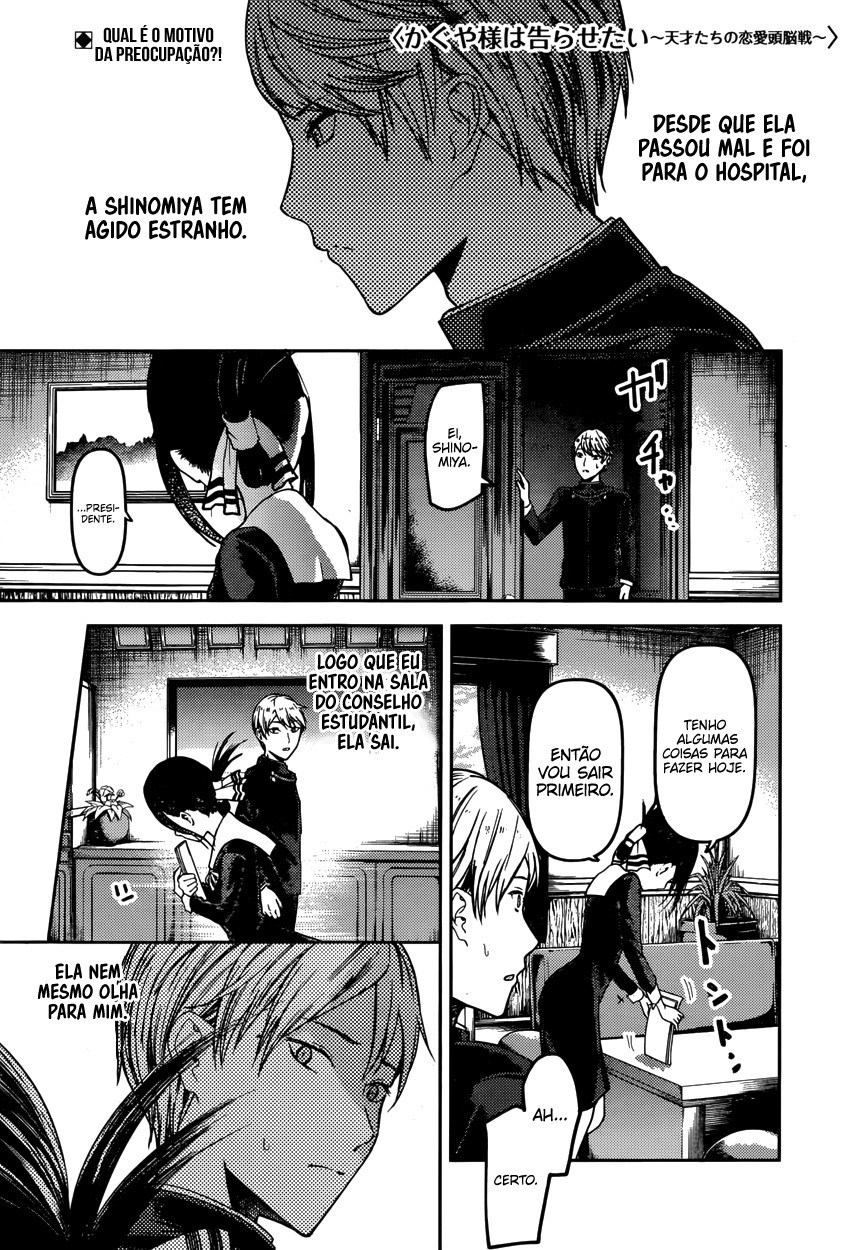 〈かぐや様は告らせたい～天才たちの恋愛頭脳戦～〉
QUAL É O MOTIVO
DA PREOCUPAÇÃO?!
DESDE QUE ELA
PASSOU MAL E FOI
PARA O HOSPITAL,
A SHINOMIYA TEM
AGIDO ESTRANHO.
ガチャ
EI,
SHINO-
MIYA.
...PRESI-
DENTE.
TENHO
ALGUMAS
COISAS PARA
FAZER HOJE.
ENTÃO
VOU SAIR
PRIMEIRO.
トントン
AH...
CERTO.
LOGO QUE EU
ENTRO NA SALA
DO CONSELHO
ESTUDANTIL,
ELA SAI.
ELA NEM
MESMO OLHA
PARA MIM.